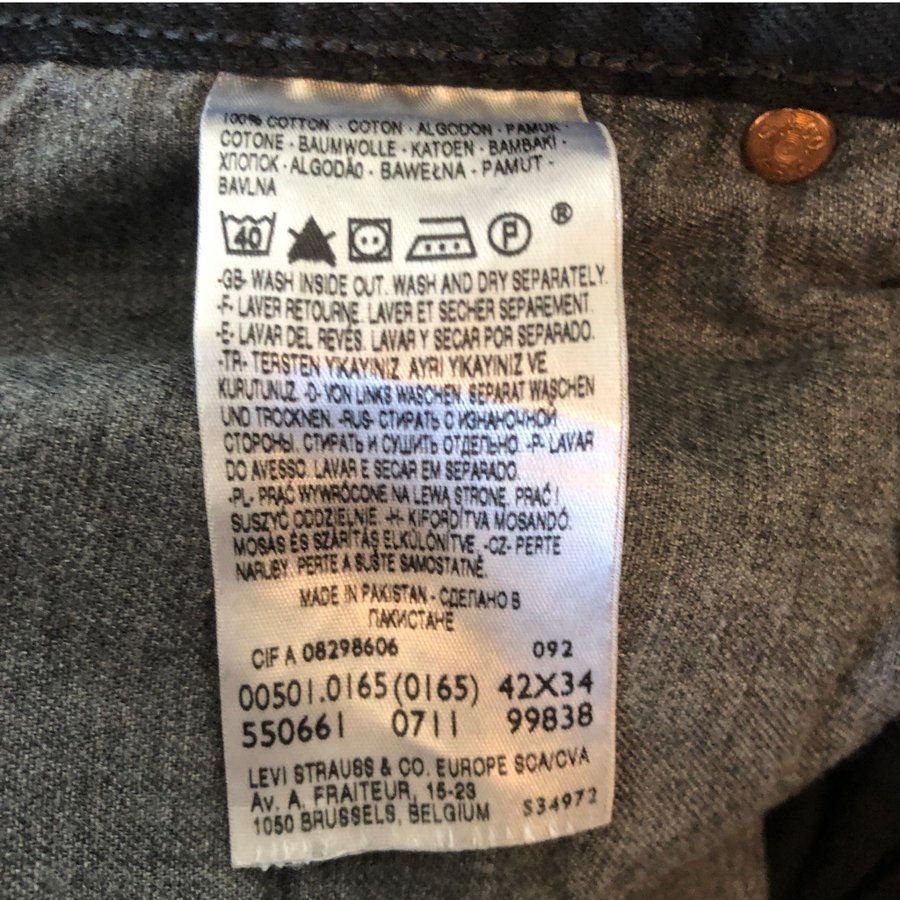 100% COTTON - COTON - ALGODÓN - PAMUK -
COTONE - BAUMWOLLE - KATOEN - BAMBAKI -
ХЛОПОК - ALGODÃO - BAWEŁNA - PAMUT -
BAVLNA
40 P ®
-GB- WASH INSIDE OUT. WASH AND DRY SEPARATELY.
-F- LAVER RETOURNE. LAVER ET SECHER SEPAREMENT.
-E- LAVAR DEL REVÉS. LAVAR Y SECAR POR SEPARADO.
-TR- TERSTEN YIKAYINIZ. AYRI YIKAYINIZ VE
KURUTUNUZ. -D- VON LINKS WASCHEN. SEPARAT WASCHEN
UND TROCKNEN. -RUS- СТИРАТЬ С ИЗНАНОЧНОЙ
СТОРОНЫ. СТИРАТЬ И СУШИТЬ ОТДЕЛЬНО. -P- LAVAR
DO AVESSO. LAVAR E SECAR EM SEPARADO.
-PL- PRAĆ WYWRÓCONE NA LEWA STRONĘ. PRAĆ I
SUSZYĆ ODDZIELNIE. -H- KIFORDÍTVA MOSANDÓ.
MOSÁS ÉS SZÁRÍTÁS ELKÜLÖNÍTVE. -CZ- PERTE
NARUBY. PERTE A SUŠTE SAMOSTATNĚ.
MADE IN PAKISTAN - СДЕЛАНО В
ПАКИСТАНЕ
CIF A 08298606 092
00501.0165(0165) 42X34
550661 0711 99838
LEVI STRAUSS & CO. EUROPE SCA/CVA
Av. A. FRAITEUR, 15-23
1050 BRUSSELS, BELGIUM S34972